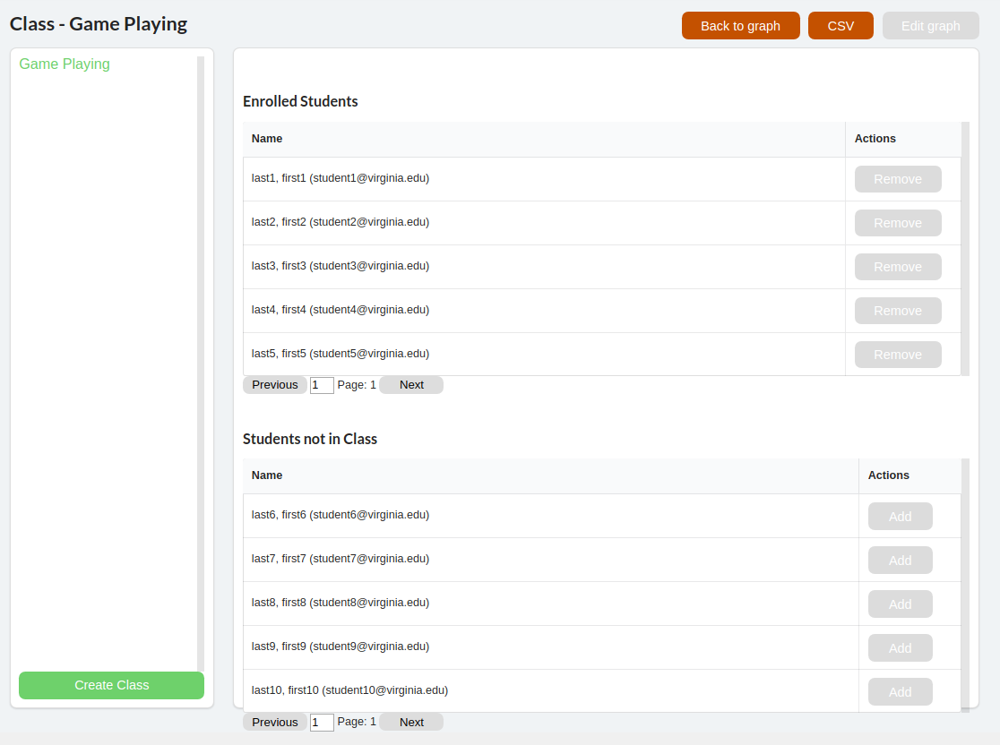 Class - Game Playing
Back to graph CSV Edit graph
Game Playing
Create Class
Enrolled Students
Name Actions
last1, first1 (student1@virginia.edu) Remove
last2, first2 (student2@virginia.edu) Remove
last3, first3 (student3@virginia.edu) Remove
last4, first4 (student4@virginia.edu) Remove
last5, first5 (student5@virginia.edu) Remove
Previous 1 Page: 1 Next
Students not in Class
Name Actions
last6, first6 (student6@virginia.edu) Add
last7, first7 (student7@virginia.edu) Add
last8, first8 (student8@virginia.edu) Add
last9, first9 (student9@virginia.edu) Add
last10, first10 (student10@virginia.edu) Add
Previous 1 Page: 1 Next